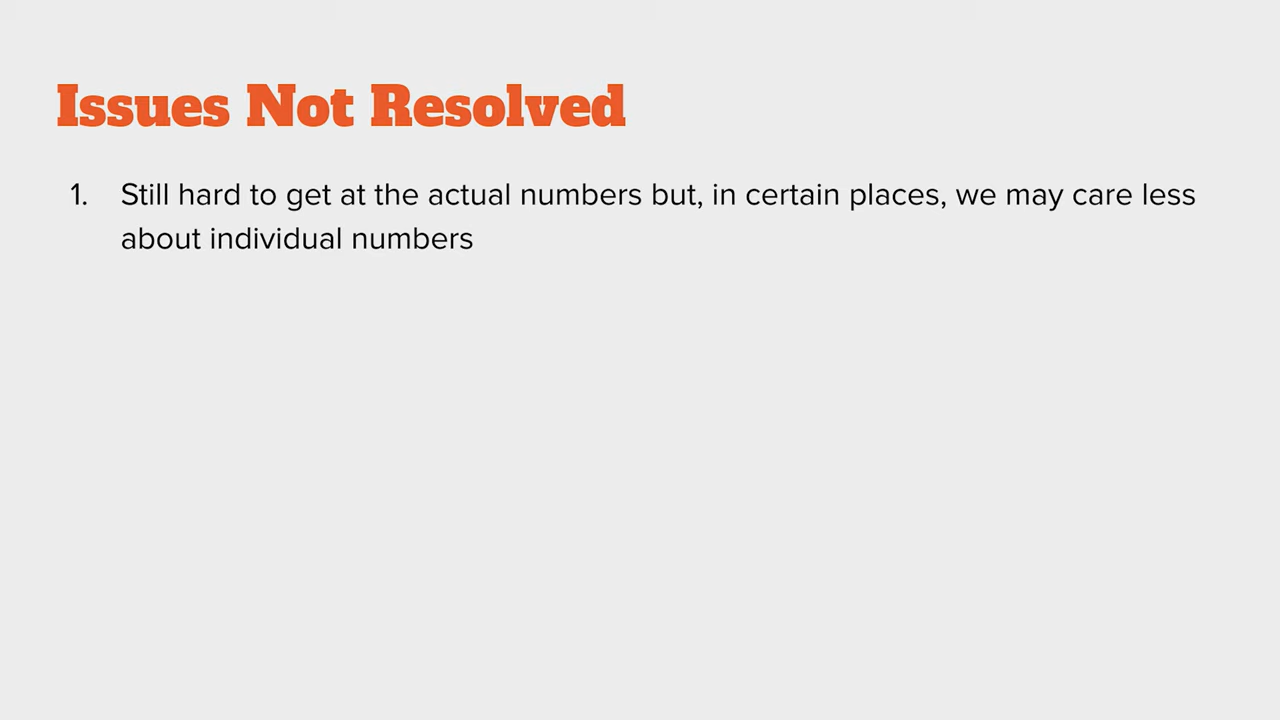 Issues Not Resolved
1. Still hard to get at the actual numbers but, in certain places, we may care less
about individual numbers